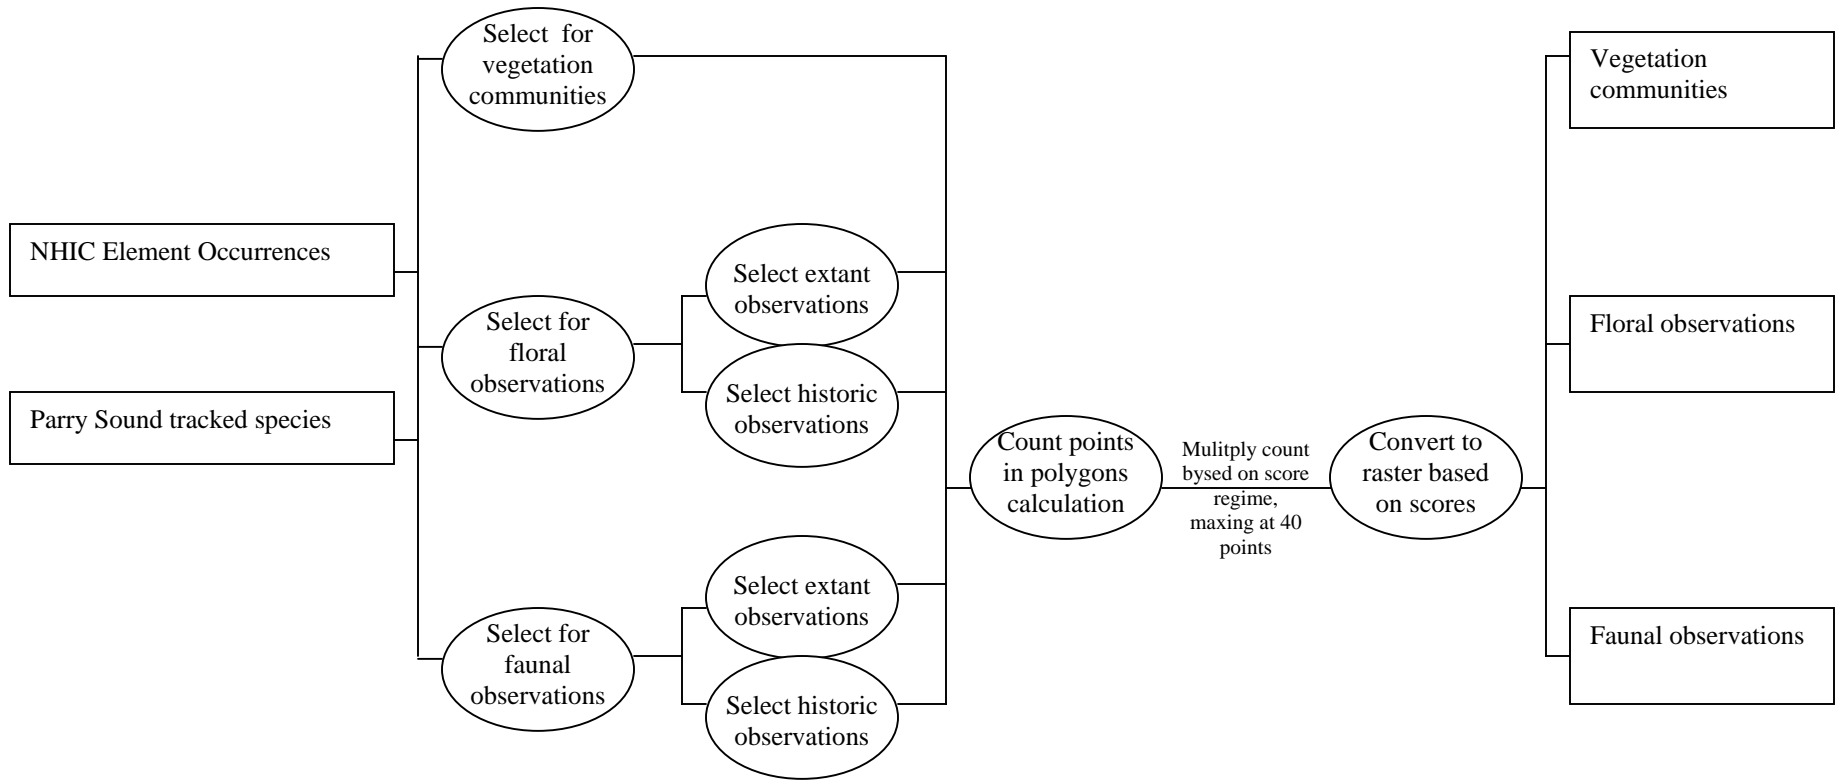 NHIC Element Occurrences
Parry Sound tracked species
Select for
vegetation
communities
Select for
floral
observations
Select for
faunal
observations
Select extant
observations
Select historic
observations
Select extant
observations
Select historic
observations
Count points
in polygons
calculation
Mulitply count
bysed on score
regime,
maxing at 40
points
Convert to
raster based
on scores
Vegetation
communities
Floral observations
Faunal observations